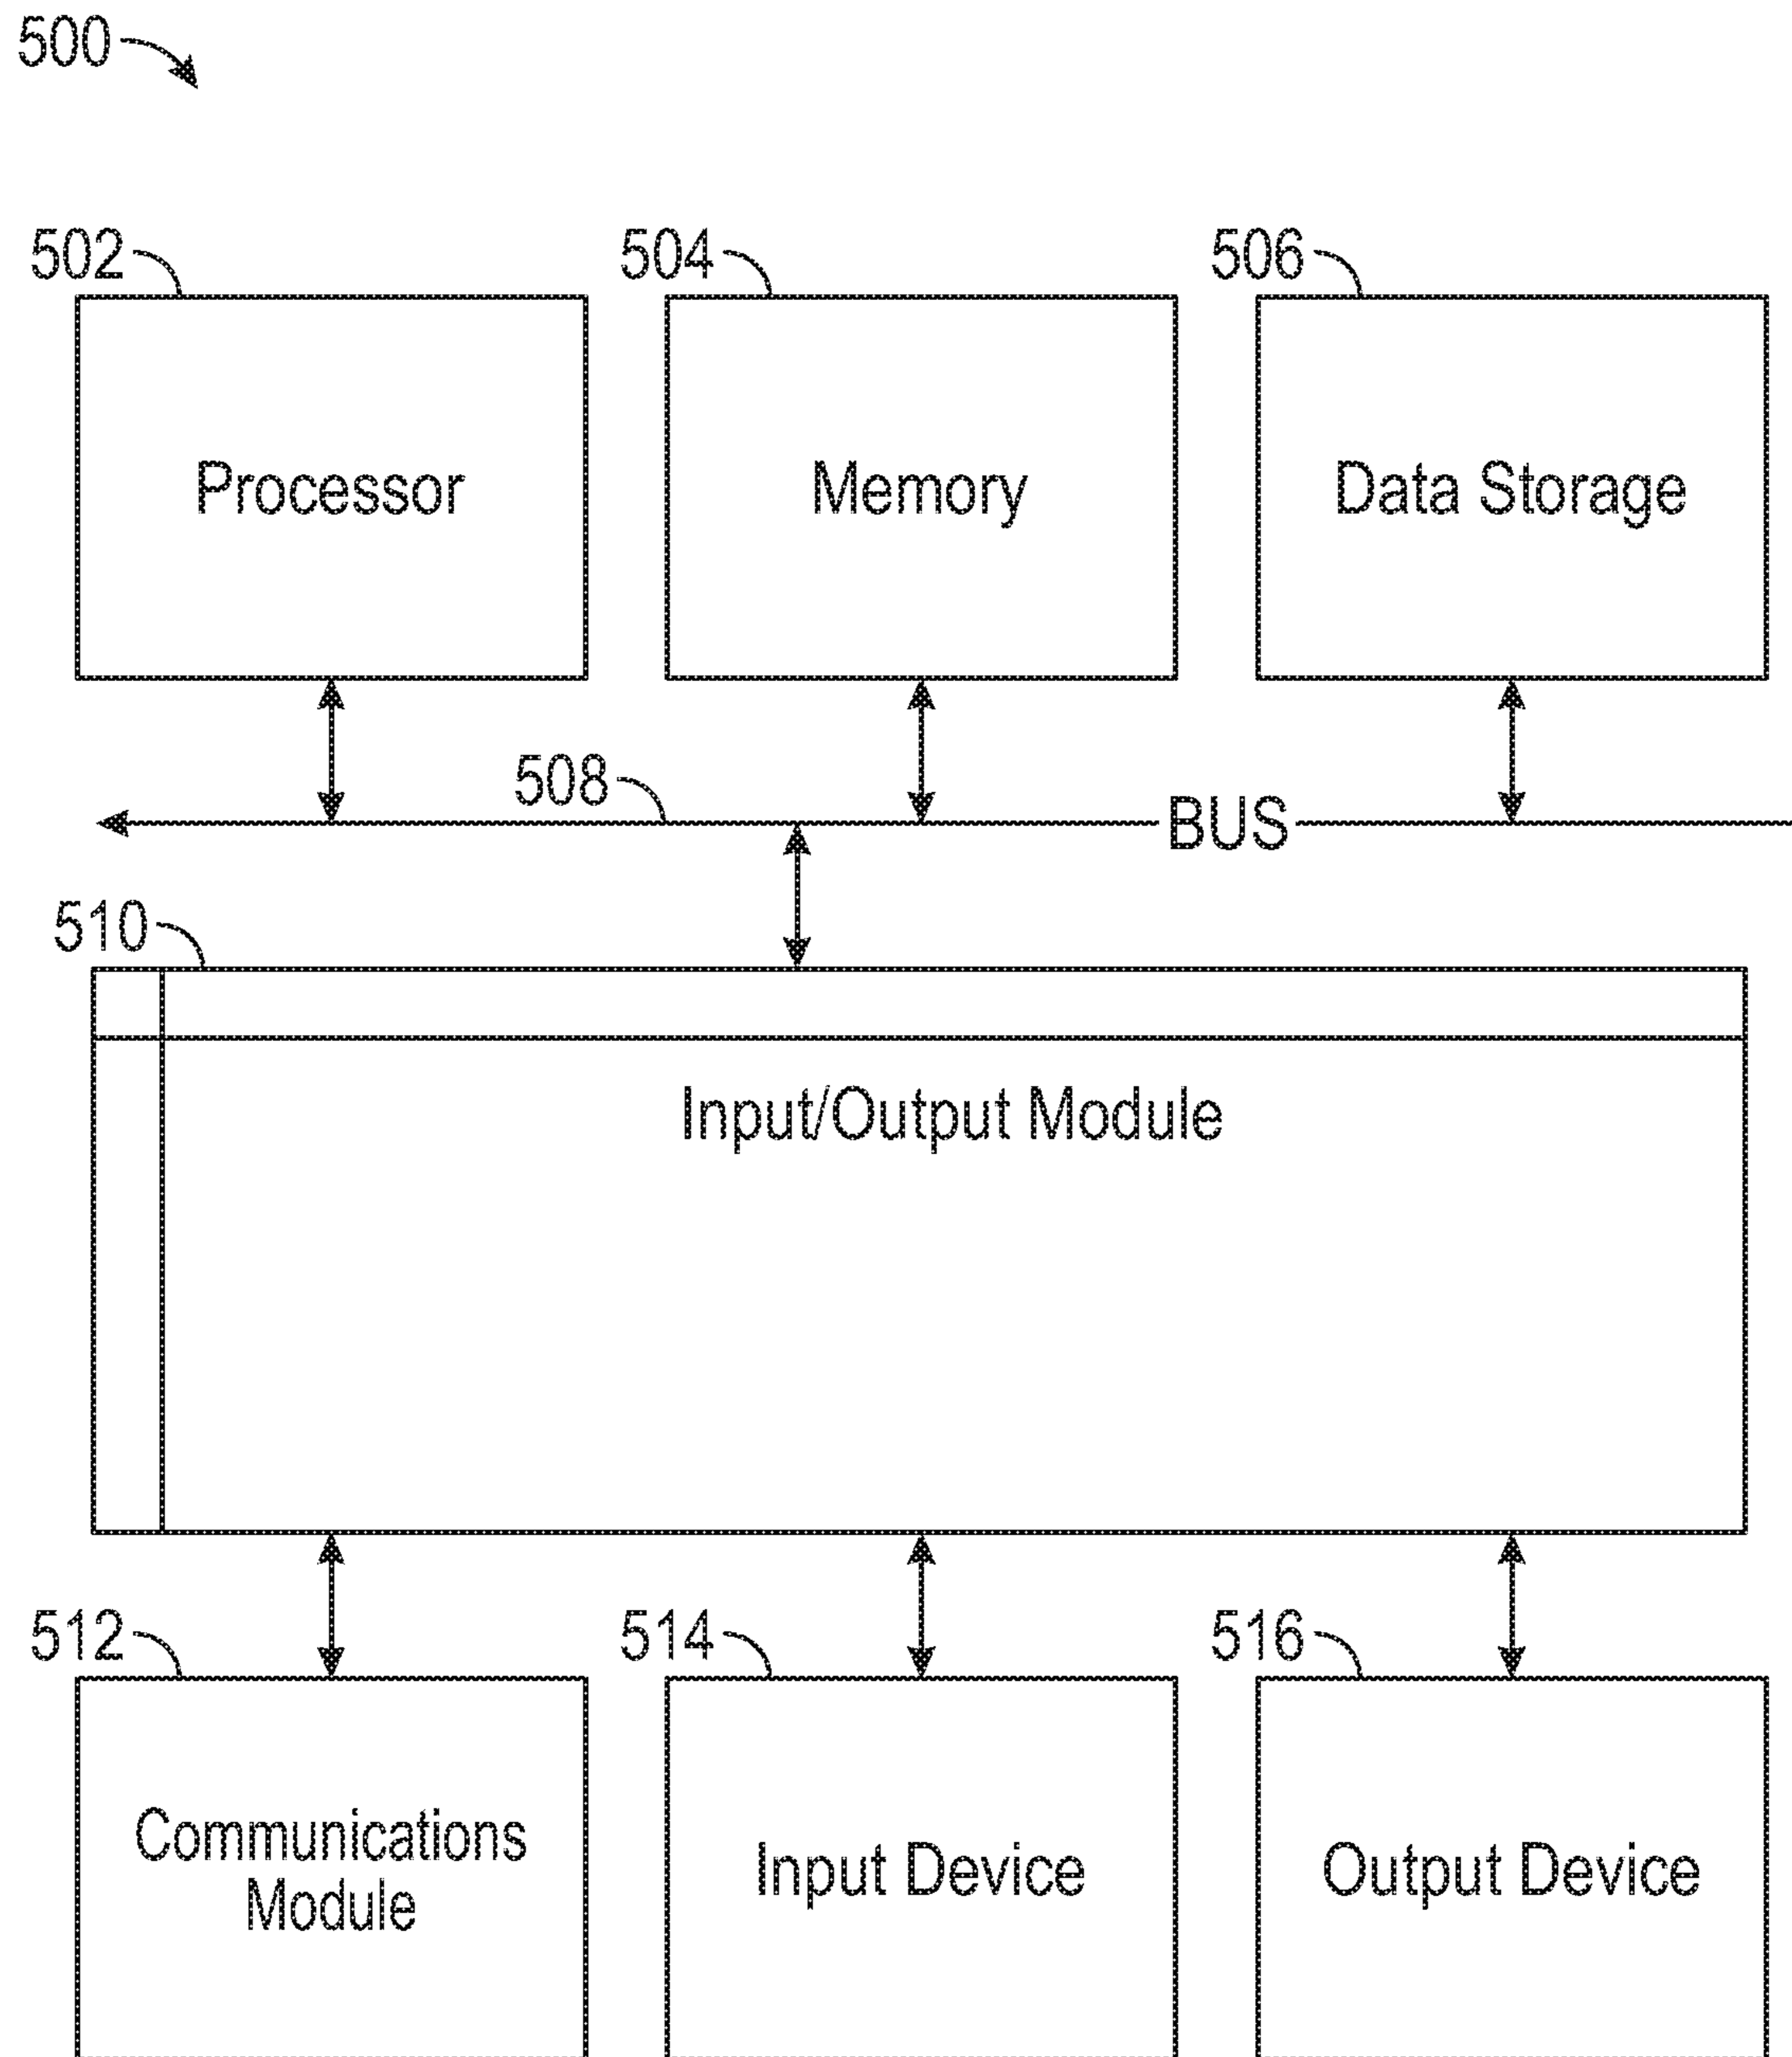 500
502
504
506
Processor
Memory
Data Storage
508
BUS
510
Input/Output Module
512
514
516
Communications
Module
Input Device
Output Device